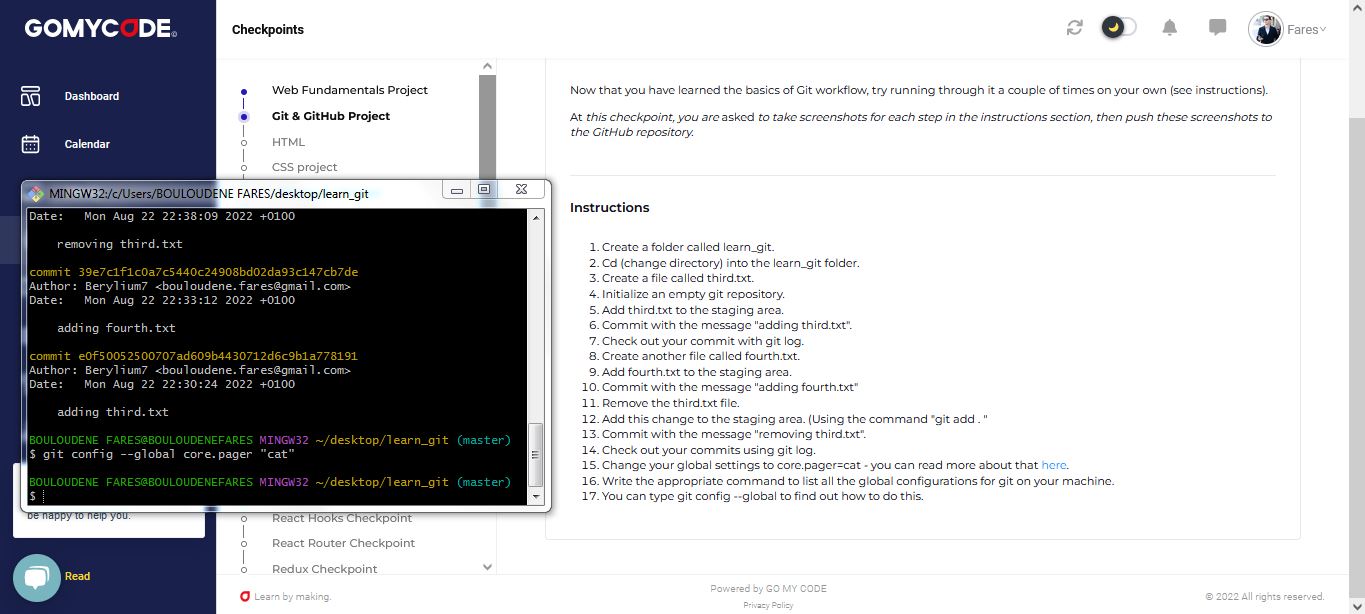 GOMYCODE
Checkpoints
Fares
Dashboard
Calendar
Web Fundamentals Project
Git & GitHub Project
HTML
CSS project
Now that you have learned the basics of Git workflow, try running through it a couple of times on your own (see instructions).
At this checkpoint, you are asked to take screenshots for each step in the instructions section, then push these screenshots to
the GitHub repository.
Instructions
1. Create a folder called learn_git.
2. Cd (change directory) into the learn_git folder.
3. Create a file called third.txt.
4. Initialize an empty git repository.
5. Add third.txt to the staging area.
6. Commit with the message "adding third.txt".
7. Check out your commit with git log.
8. Create another file called fourth.txt.
9. Add fourth.txt to the staging area.
10. Commit with the message "adding fourth.txt"
11. Remove the third.txt file.
12. Add this change to the staging area. (Using the command "git add . "
13. Commit with the message "removing third.txt".
14. Check out your commits using git log.
15. Change your global settings to core.pager=cat - you can read more about that here.
16. Write the appropriate command to list all the global configurations for git on your machine.
17. You can type git config --global to find out how to do this.
MINGW32:/c/Users/BOULOUDENE FARES/desktop/learn_git
Date:   Mon Aug 22 22:38:09 2022 +0100
removing third.txt
commit 39e7c1f1c0a7c5440c24908bd02da93c147cb7de
Author: Berylium7 <bouloudene.fares@gmail.com>
Date:   Mon Aug 22 22:33:12 2022 +0100
adding fourth.txt
commit e0f50052500707ad609b4430712d6c9b1a778191
Author: Berylium7 <bouloudene.fares@gmail.com>
Date:   Mon Aug 22 22:30:24 2022 +0100
adding third.txt
BOULOUDENE FARES@BOULOUDENEFARES MINGW32 ~/desktop/learn_git (master)
$ git config --global core.pager "cat"
BOULOUDENE FARES@BOULOUDENEFARES MINGW32 ~/desktop/learn_git (master)
$
be happy to help you.
React Hooks Checkpoint
React Router Checkpoint
Redux Checkpoint
Read
Learn by making.
Powered by GO MY CODE
Privacy Policy
© 2022 All rights reserved.